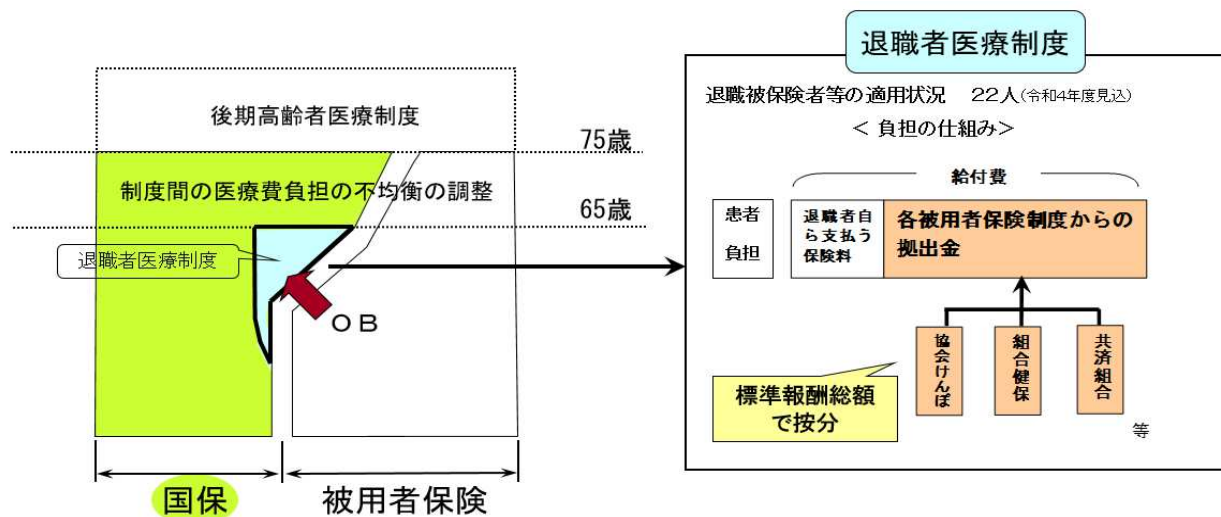 後期高齢者医療制度
75歳
制度間の医療費負担の不均衡の調整
65歳
退職者医療制度
OB
国保
被用者保険
退職者医療制度
退職被保険者等の適用状況 22人(令和4年度見込)
< 負担の仕組み>
給付費
患者
負担
退職者自
ら支払う
保険料
各被用者保険制度からの
拠出金
協会けんぽ
組合健保
共済組合
等
標準報酬総額
で按分